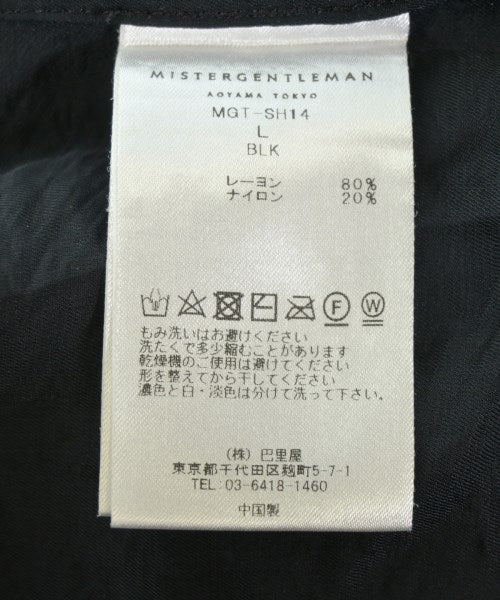 MISTERGENTLEMAN
AOYAMA TOKYO
MGT-SH14
L
BLK
レーヨン 80%
ナイロン 20%
F W
もみ洗いはお避けください
洗たくで多少縮むことがあります
乾燥機のご使用は避けてください
形を整えてから干してください
濃色と白・淡色は分けて洗って下さい。
(株) 巴里屋
東京都千代田区麹町5-7-1
TEL: 03-6418-1460
中国製